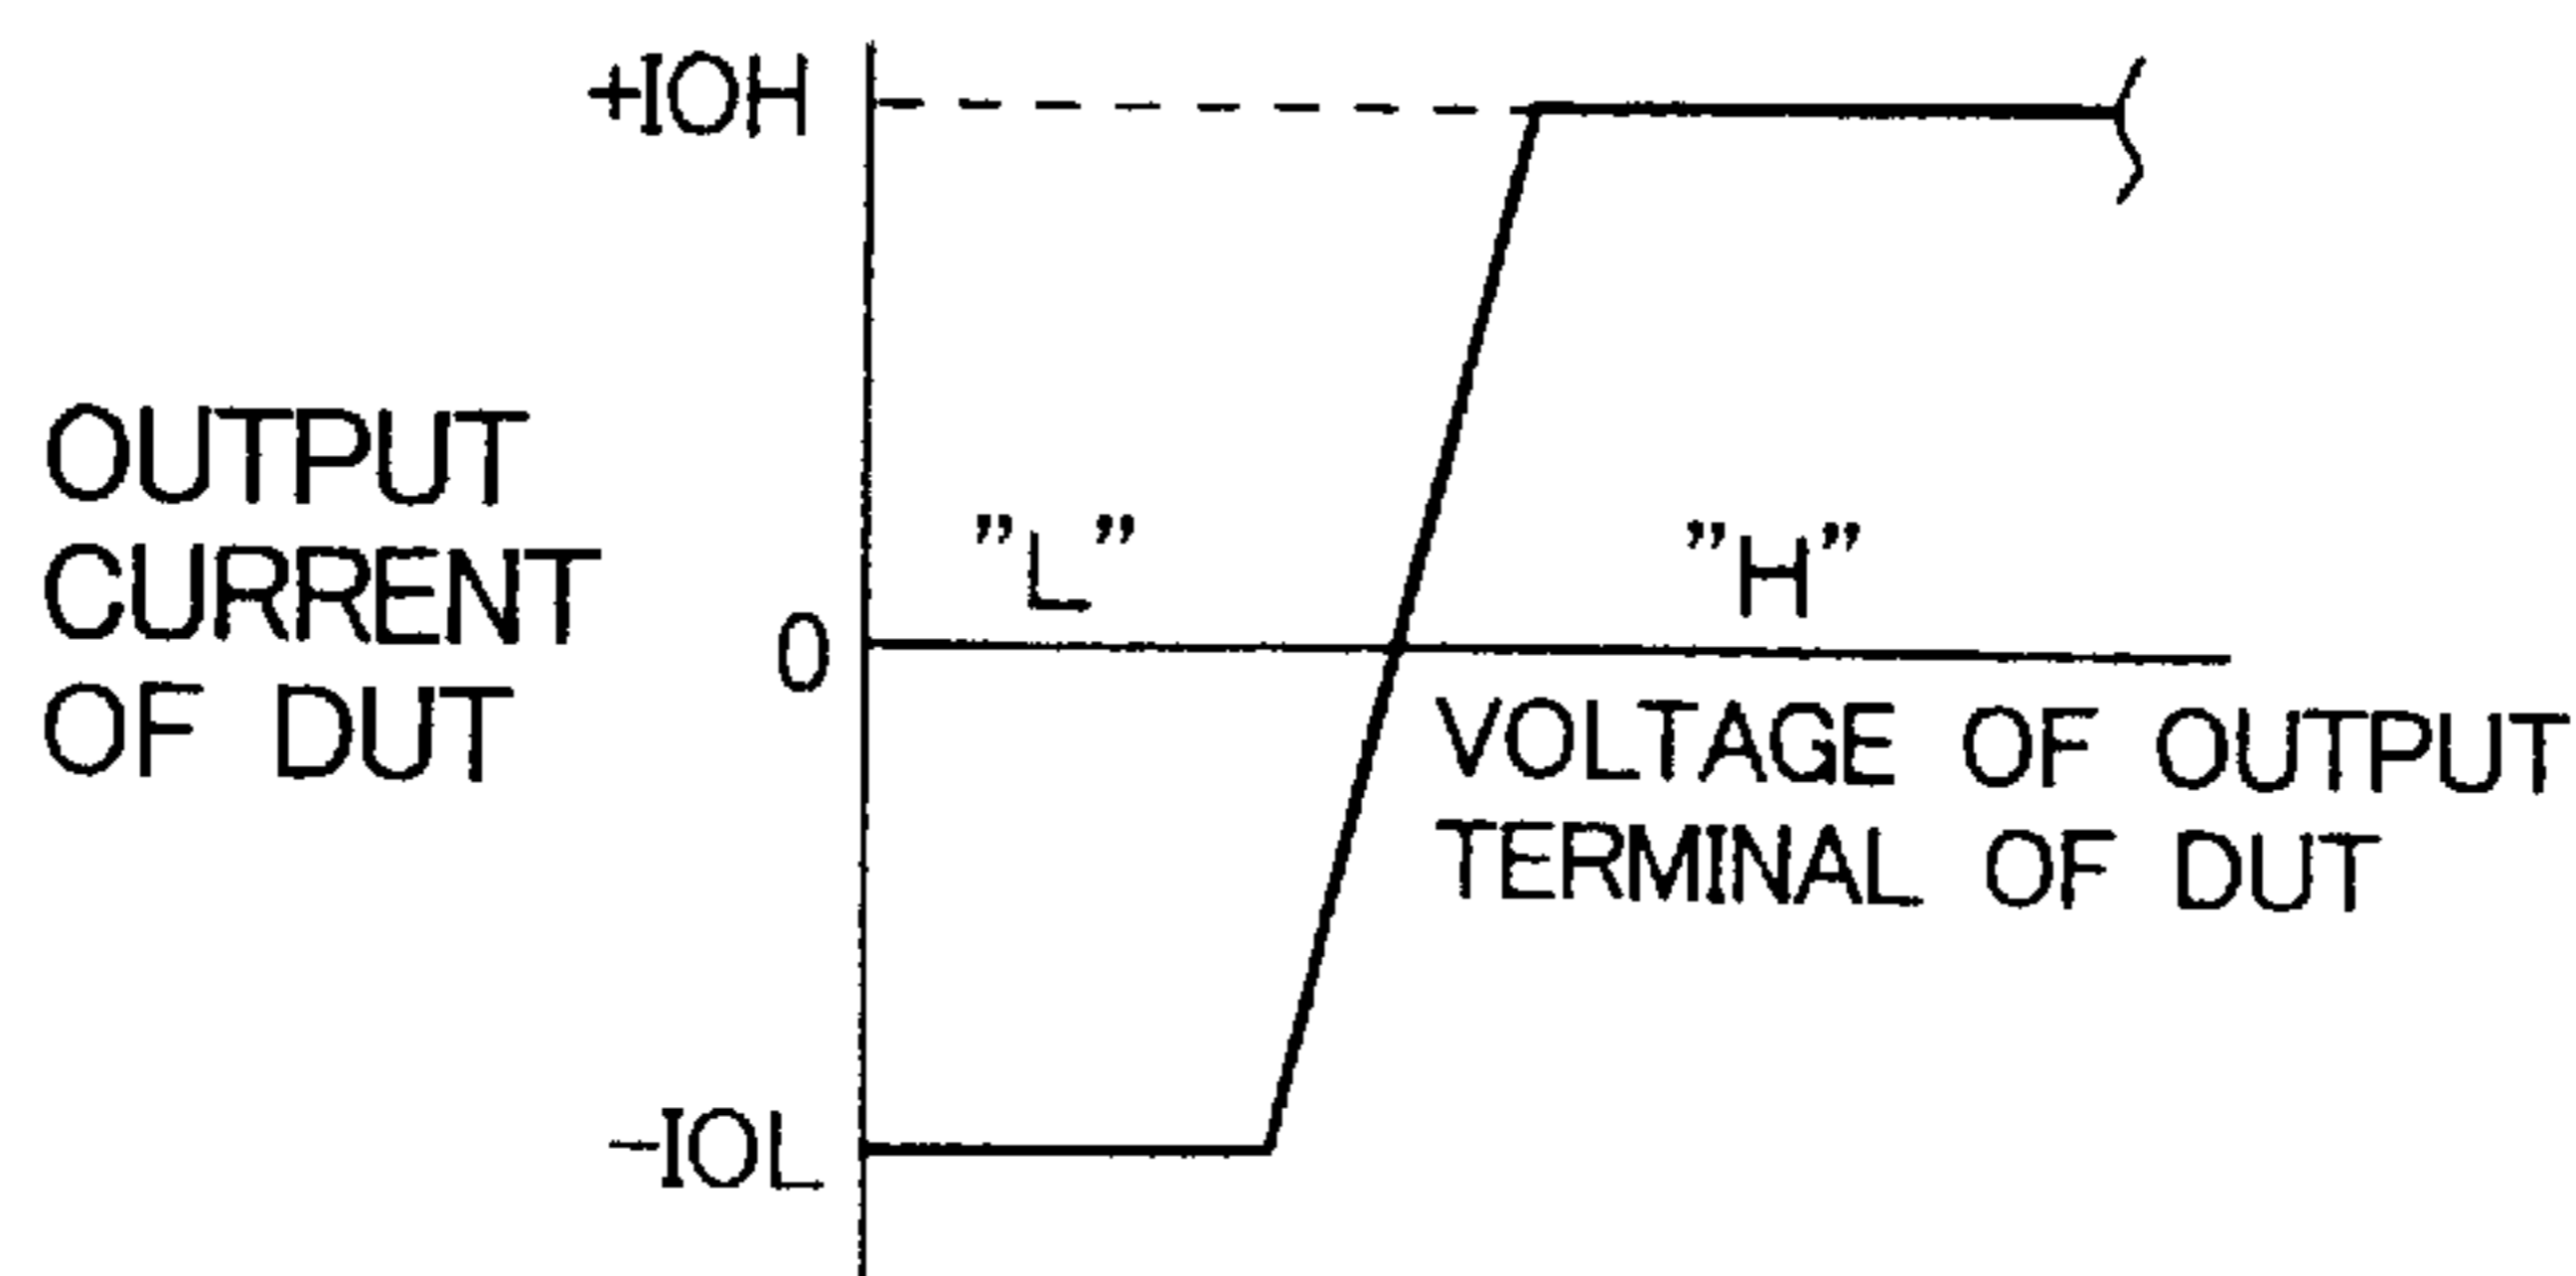 +IOH
OUTPUT
CURRENT
OF DUT
"L"
"H"
0
VOLTAGE OF OUTPUT
TERMINAL OF DUT
-IOL